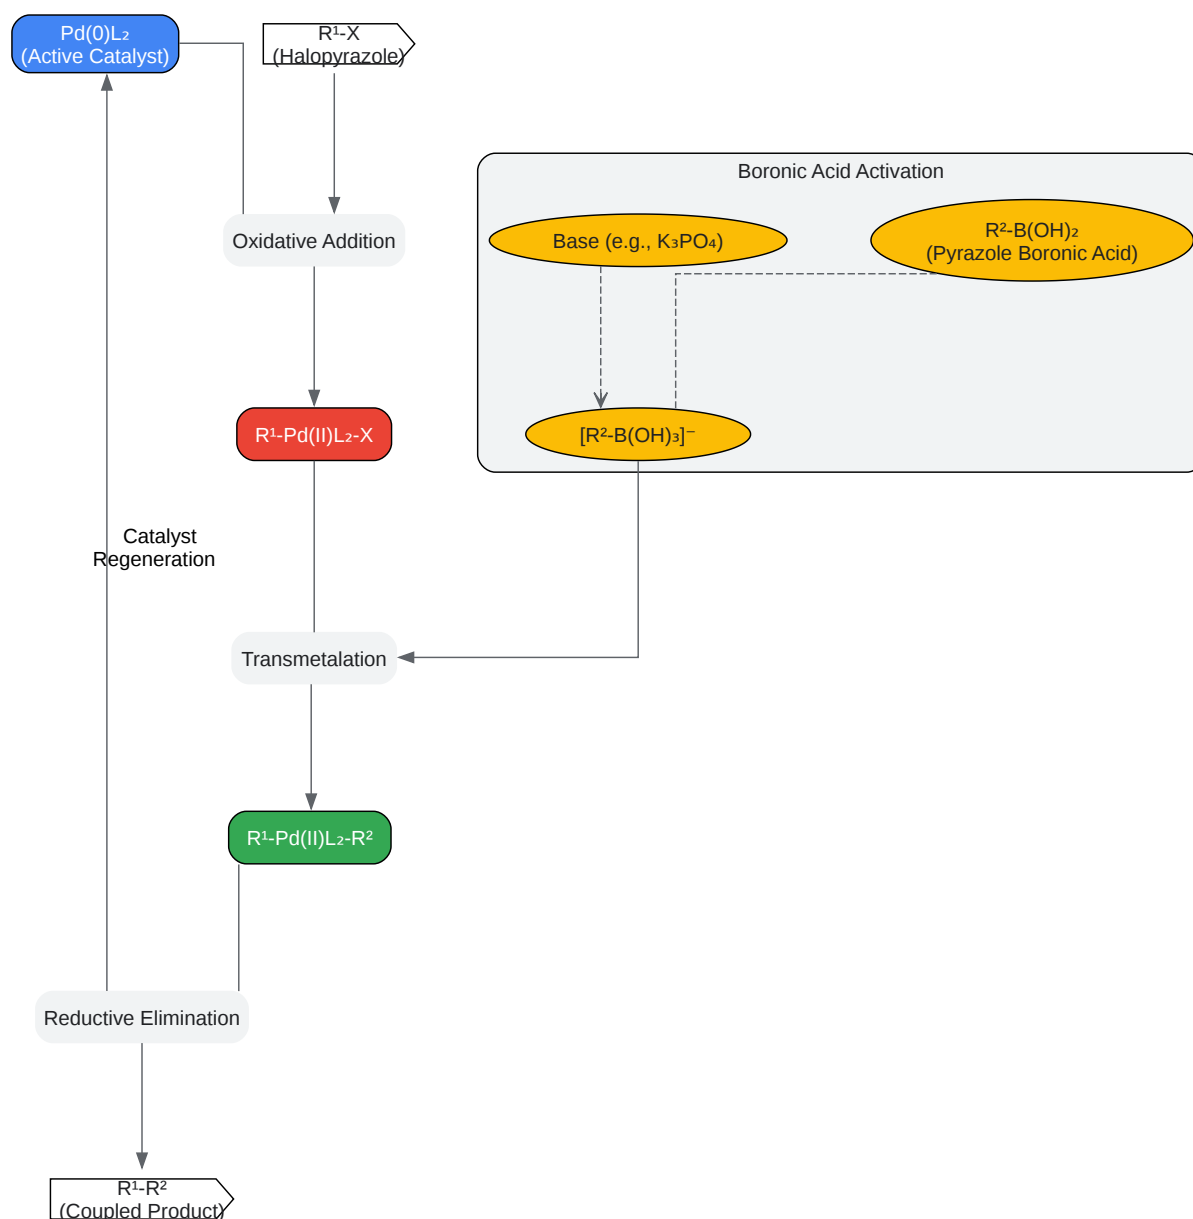 Pd(0)L₂
(Active Catalyst)
R¹-X
(Halopyrazole)
Boronic Acid Activation
Oxidative Addition
Base (e.g., K₃PO₄)
R²-B(OH)₂
(Pyrazole Boronic Acid)
R¹-Pd(II)L₂-X
[R²-B(OH)₃]⁻
Catalyst
Regeneration
Transmetalation
R¹-Pd(II)L₂-R²
Reductive Elimination
R¹-R²
(Coupled Product)